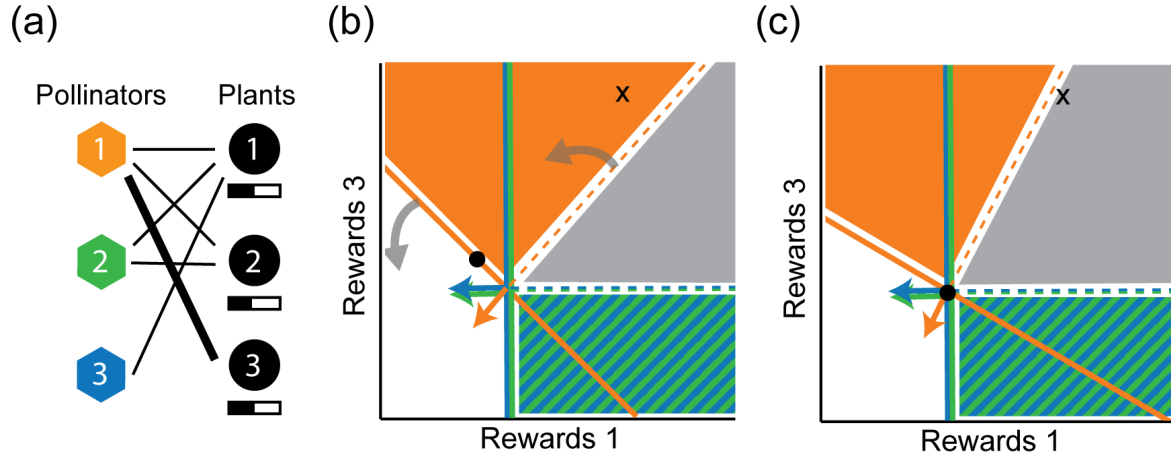 (a)
Pollinators Plants
1 1
2 2
3 3
(b)
x
Rewards 3
Rewards 1
(c)
x
Rewards 3
Rewards 1